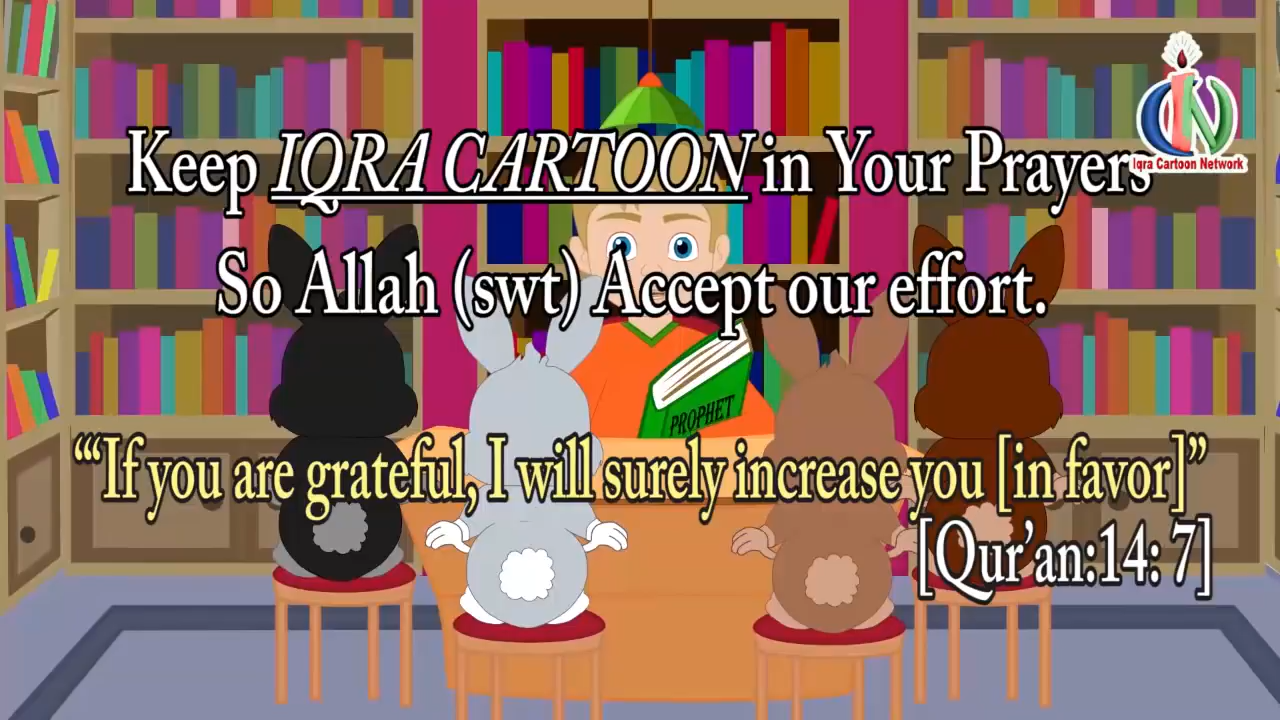 Iqra Cartoon Network
Keep IQRA CARTOON in Your Prayers
So Allah (swt) Accept our effort.
PROPHET
"‘If you are grateful, I will surely increase you [in favor]”
[Qur’an:14: 7]